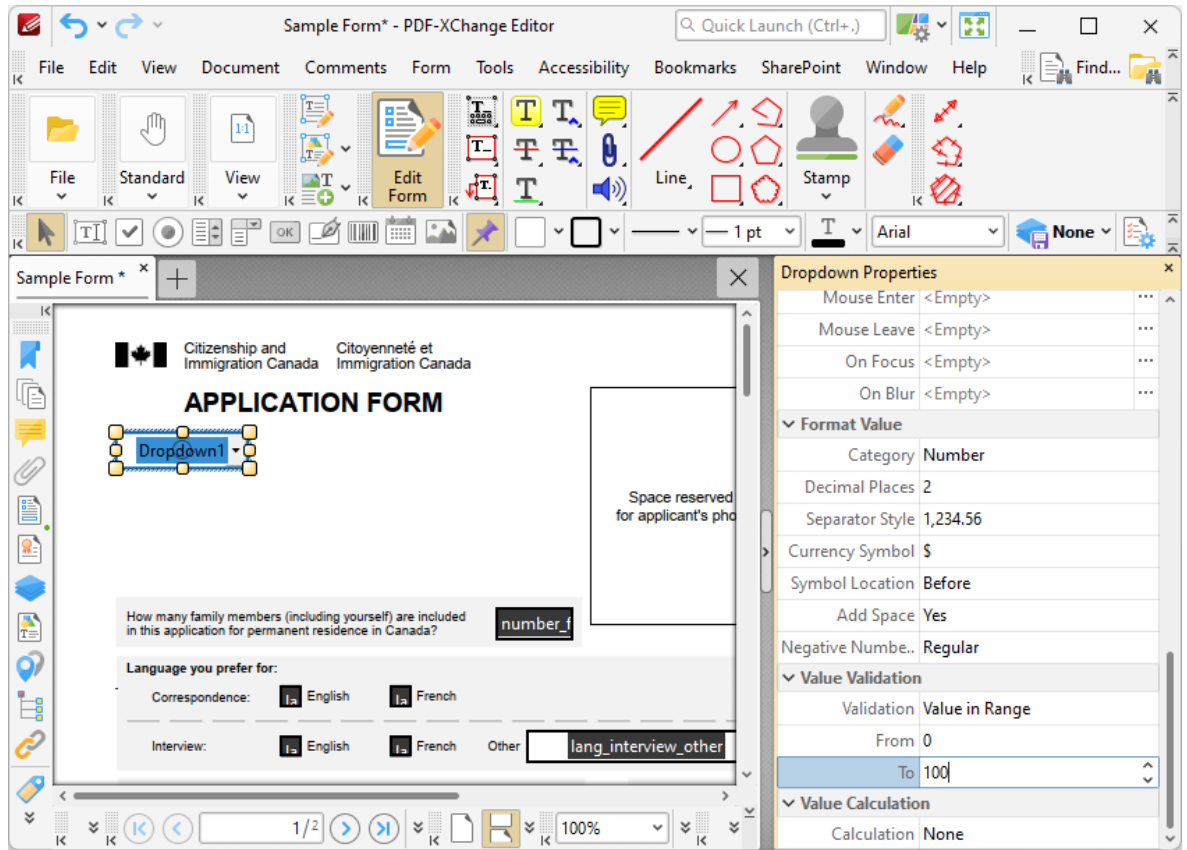 Sample Form* - PDF-XChange Editor
Quick Launch (Ctrl+.)
File Edit View Document Comments Form Tools Accessibility Bookmarks SharePoint Window Help Find...
File Standard View Edit Form Line Stamp
OK 1 pt T Arial None
Sample Form *
Citizenship and Immigration Canada
Citoyenneté et Immigration Canada
APPLICATION FORM
Dropdown1
Space reserved
for applicant's pho
How many family members (including yourself) are included
in this application for permanent residence in Canada?
number_f
Language you prefer for:
Correspondence: la English la French
Interview: la English la French Other lang_interview_other
1/2
100%
Dropdown Properties
Mouse Enter <Empty>
Mouse Leave <Empty>
On Focus <Empty>
On Blur <Empty>
Format Value
Category Number
Decimal Places 2
Separator Style 1,234.56
Currency Symbol $
Symbol Location Before
Add Space Yes
Negative Numbe.. Regular
Value Validation
Validation Value in Range
From 0
To 100
Value Calculation
Calculation None